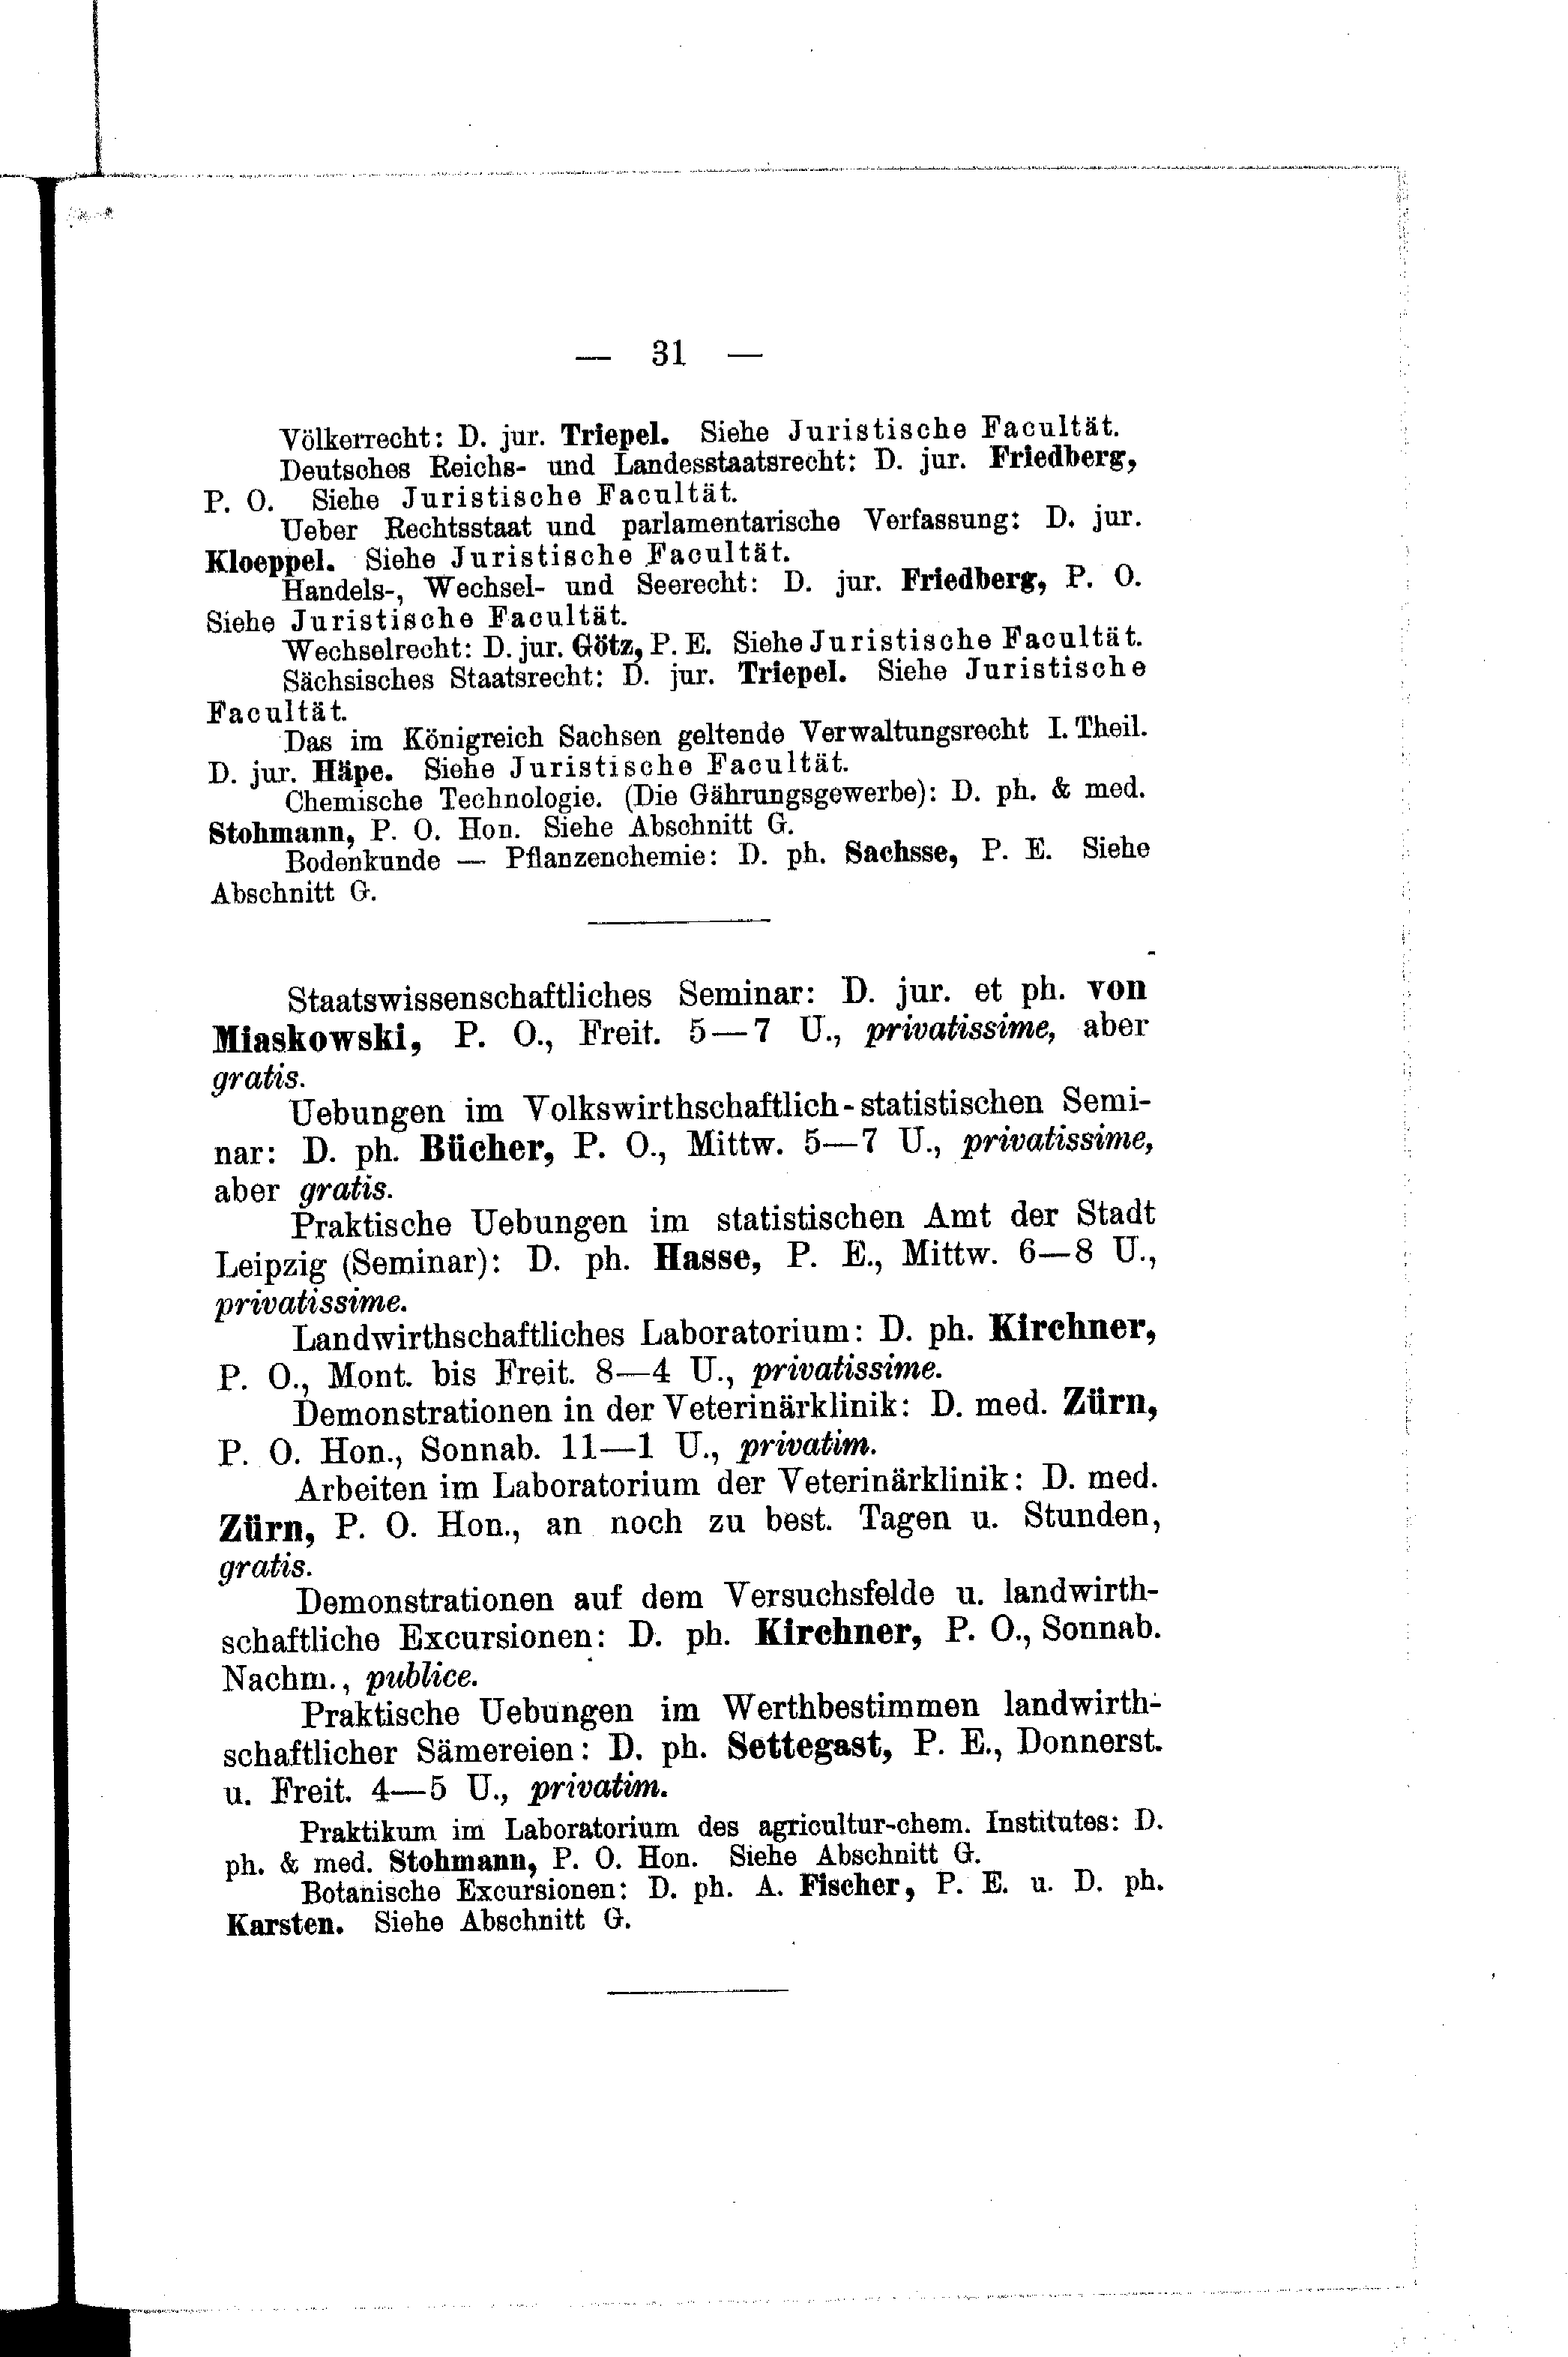 — 31 —
Völkerrecht: D. jur. Triepel. Siehe Juristische Facultät.
Deutsches Reichs- und Landesstaatsrecht: D. jur. Friedberg,
P. O. Siehe Juristische Facultät.
Ueber Rechtsstaat und parlamentarische Verfassung: D. jur.
Kloeppel. Siehe Juristische Facultät.
Handels-, Wechsel- und Seerecht: D. jur. Friedberg, P. O.
Siehe Juristische Facultät.
Wechselrecht: D. jur. Götz, P. E. Siehe Juristische Facultät.
Sächsisches Staatsrecht: D. jur. Triepel. Siehe Juristische
Facultät.
Das im Königreich Sachsen geltende Verwaltungsrecht I. Theil.
D. jur. Häpe. Siehe Juristische Facultät.
Chemische Technologie. (Die Gährungsgewerbe): D. ph. & med.
Stohmann, P. O. Hon. Siehe Abschnitt G.
Bodenkunde — Pflanzenchemie: D. ph. Sachsse, P. E. Siehe
Abschnitt G.
Staatswissenschaftliches Seminar: D. jur. et ph. von
Miaskowski, P. O., Freit. 5—7 U., privatissime, aber
gratis.
Uebungen im Volkswirthschaftlich-statistischen Semi-
nar: D. ph. Bücher, P. O., Mittw. 5—7 U., privatissime,
aber gratis.
Praktische Uebungen im statistischen Amt der Stadt
Leipzig (Seminar): D. ph. Hasse, P. E., Mittw. 6—8 U.,
privatissime.
Landwirthschaftliches Laboratorium: D. ph. Kirchner,
P. O., Mont. bis Freit. 8—4 U., privatissime.
Demonstrationen in der Veterinärklinik: D. med. Zürn,
P. O. Hon., Sonnab. 11—1 U., privatim.
Arbeiten im Laboratorium der Veterinärklinik: D. med.
Zürn, P. O. Hon., an noch zu best. Tagen u. Stunden,
gratis.
Demonstrationen auf dem Versuchsfelde u. landwirth-
schaftliche Excursionen: D. ph. Kirchner, P. O., Sonnab.
Nachm., publice.
Praktische Uebungen im Werthbestimmen landwirth-
schaftlicher Sämereien: D. ph. Settegast, P. E., Donnerst.
u. Freit. 4—5 U., privatim.
Praktikum im Laboratorium des agricultur-chem. Institutes: D.
ph. & med. Stohmann, P. O. Hon. Siehe Abschnitt G.
Botanische Excursionen: D. ph. A. Fischer, P. E. u. D. ph.
Karsten. Siehe Abschnitt G.